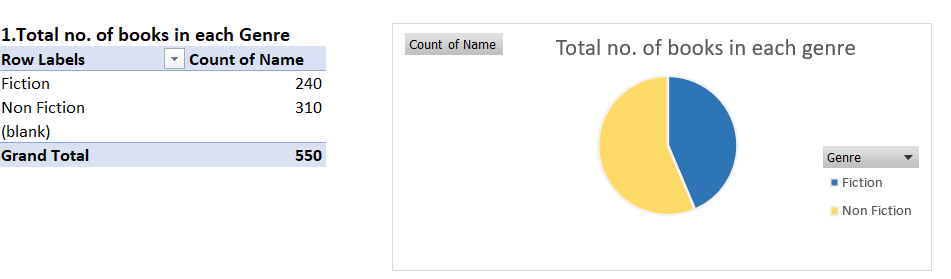 1.Total no. of books in each Genre
Row Labels Count of Name
Fiction 240
Non Fiction 310
(blank)
Grand Total 550
Count of Name
Total no. of books in each genre
Genre
Fiction
Non Fiction